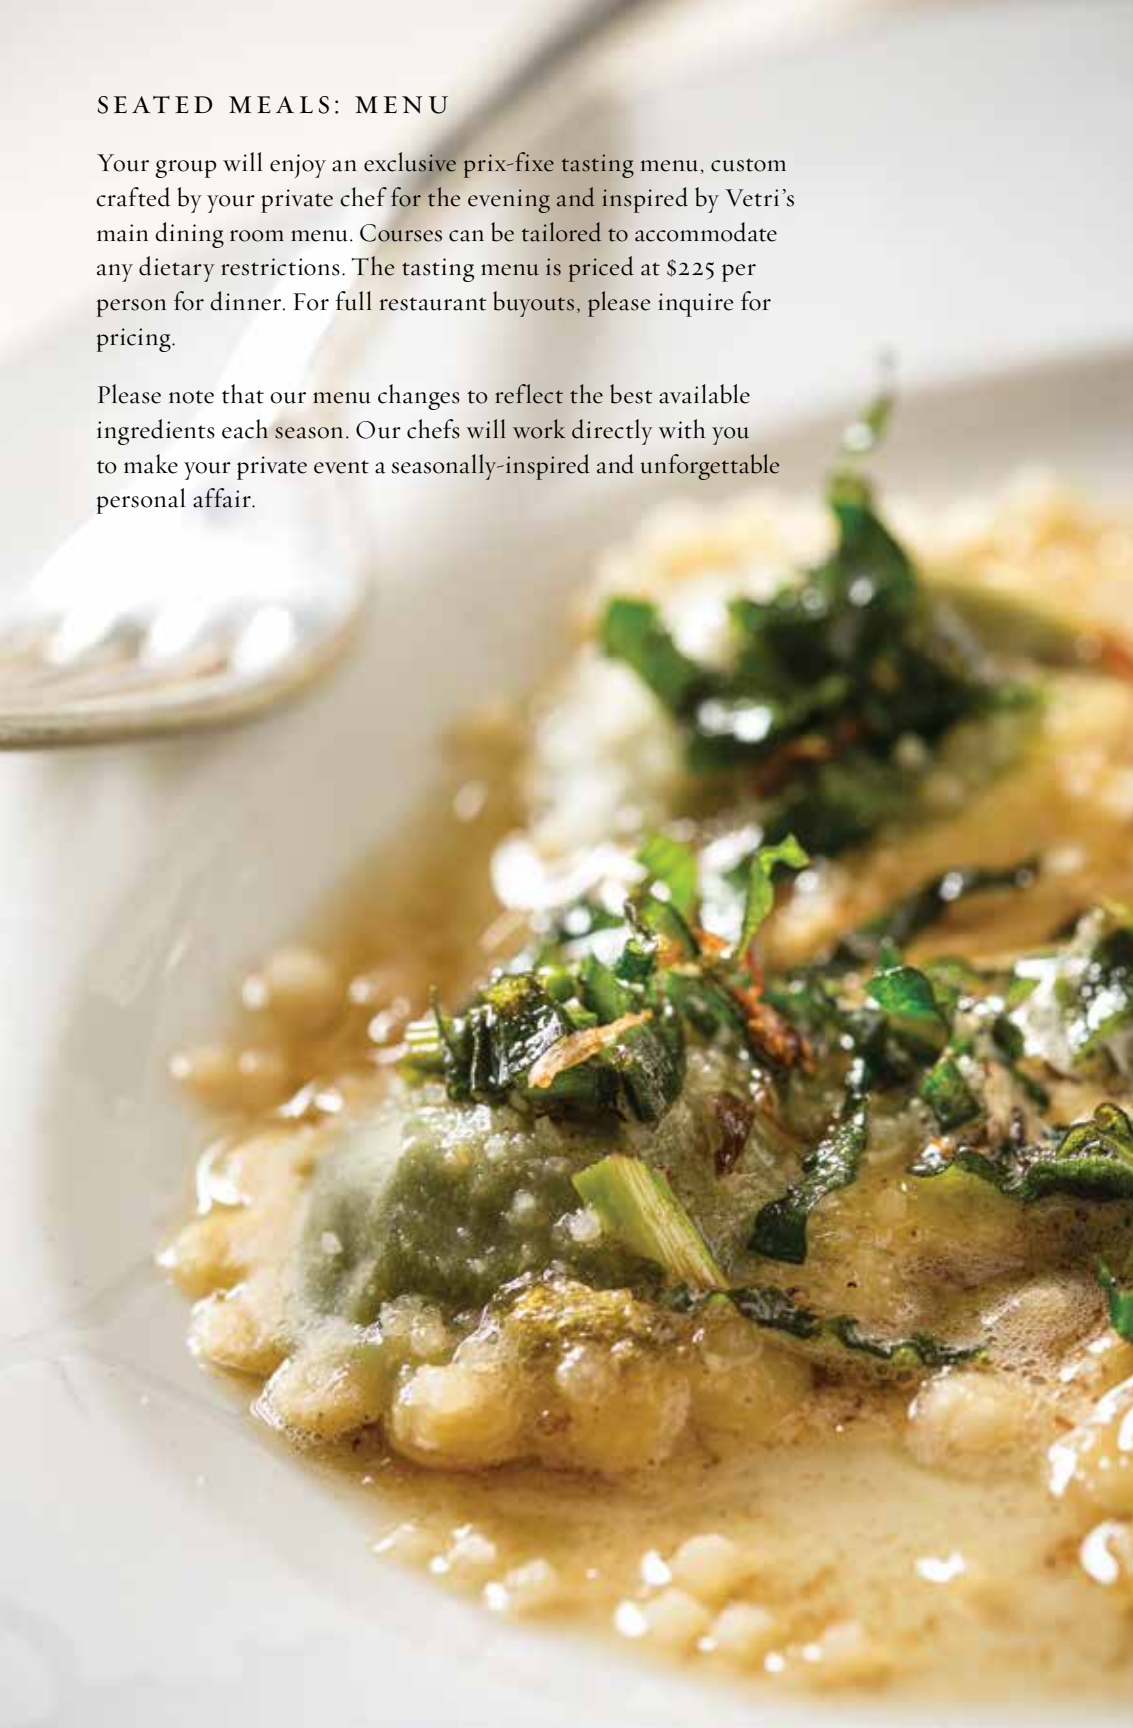 SEATED MEALS: MENU
Your group will enjoy an exclusive prix-fixe tasting menu, custom
crafted by your private chef for the evening and inspired by Vetri’s
main dining room menu. Courses can be tailored to accommodate
any dietary restrictions. The tasting menu is priced at $225 per
person for dinner. For full restaurant buyouts, please inquire for
pricing.
Please note that our menu changes to reflect the best available
ingredients each season. Our chefs will work directly with you
to make your private event a seasonally-inspired and unforgettable
personal affair.